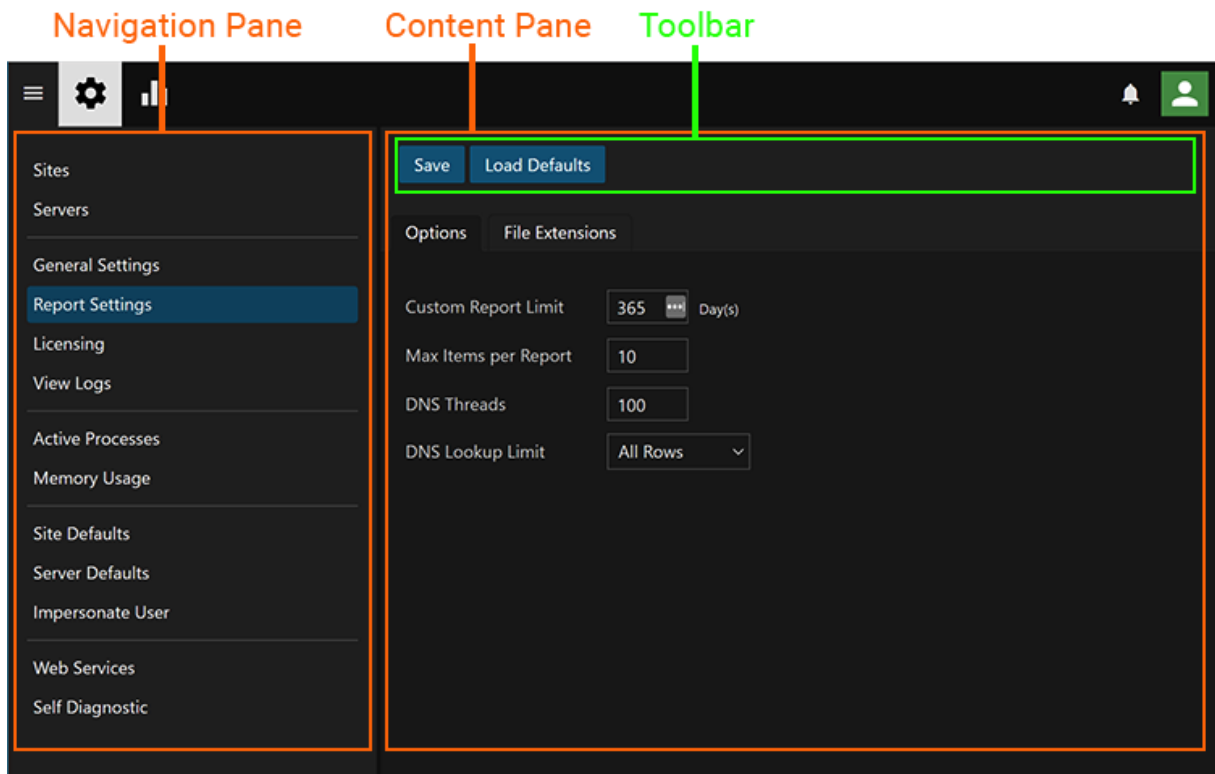 Navigation Pane
Content Pane
Toolbar
Sites
Servers
General Settings
Report Settings
Licensing
View Logs
Active Processes
Memory Usage
Site Defaults
Server Defaults
Impersonate User
Web Services
Self Diagnostic
Save Load Defaults
Options File Extensions
Custom Report Limit 365 Day(s)
Max Items per Report 10
DNS Threads 100
DNS Lookup Limit All Rows